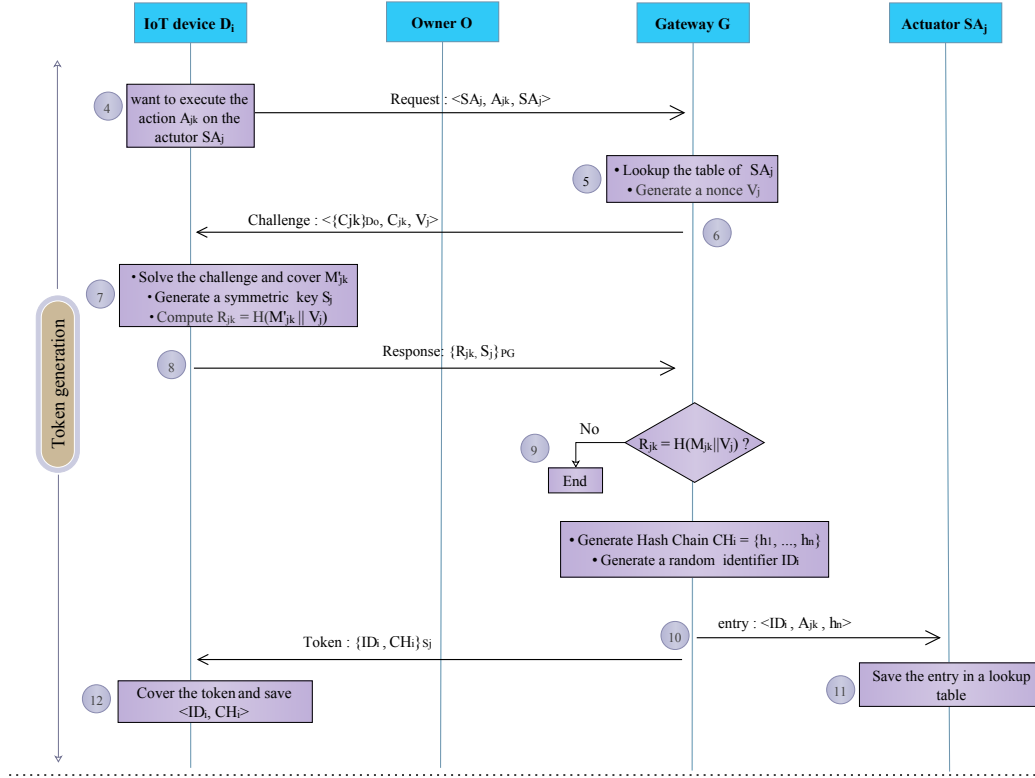 IoT device Di
Owner O
Gateway G
Actuator SAj
4
want to execute the
action Ajk on the
actutor SAj
Request : <SAj, Ajk, SAj>
5
• Lookup the table of SAj
• Generate a nonce Vj
Challenge : <{Cjk}Do, Cjk, Vj>
6
7
• Solve the challenge and cover M'jk
• Generate a symmetric key Sj
• Compute Rjk = H(M'jk || Vj)
Token generation
8
Response: {Rjk, Sj}PG
9
No
Rjk = H(Mjk||Vj) ?
End
• Generate Hash Chain CHi = {h1, ..., hn}
• Generate a random identifier IDi
10
entry : <IDi , Ajk , hn>
Token : {IDi , CHi}Sj
11
Save the entry in a lookup
table
12
Cover the token and save
<IDi, CHi>